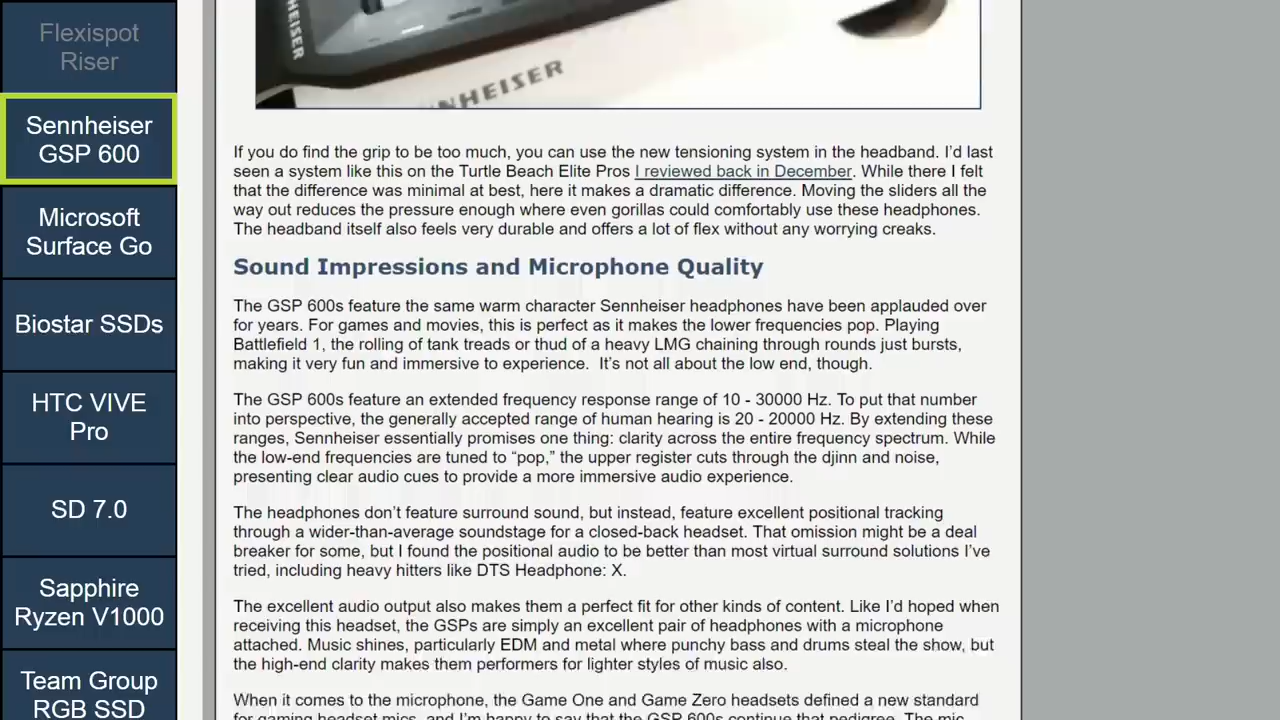 Flexispot
Riser
Sennheiser
GSP 600
Microsoft
Surface Go
Biostar SSDs
HTC VIVE
Pro
SD 7.0
Sapphire
Ryzen V1000
Team Group
RGB SSD
If you do find the grip to be too much, you can use the new tensioning system in the headband. I’d last
seen a system like this on the Turtle Beach Elite Pros I reviewed back in December. While there I felt
that the difference was minimal at best, here it makes a dramatic difference. Moving the sliders all the
way out reduces the pressure enough where even gorillas could comfortably use these headphones.
The headband itself also feels very durable and offers a lot of flex without any worrying creaks.
Sound Impressions and Microphone Quality
The GSP 600s feature the same warm character Sennheiser headphones have been applauded over
for years. For games and movies, this is perfect as it makes the lower frequencies pop. Playing
Battlefield 1, the rolling of tank treads or thud of a heavy LMG chaining through rounds just bursts,
making it very fun and immersive to experience.  It’s not all about the low end, though.
The GSP 600s feature an extended frequency response range of 10 - 30000 Hz. To put that number
into perspective, the generally accepted range of human hearing is 20 - 20000 Hz. By extending these
ranges, Sennheiser essentially promises one thing: clarity across the entire frequency spectrum. While
the low-end frequencies are tuned to “pop,” the upper register cuts through the djinn and noise,
presenting clear audio cues to provide a more immersive audio experience.
The headphones don’t feature surround sound, but instead, feature excellent positional tracking
through a wider-than-average soundstage for a closed-back headset. That omission might be a deal
breaker for some, but I found the positional audio to be better than most virtual surround solutions I’ve
tried, including heavy hitters like DTS Headphone: X.
The excellent audio output also makes them a perfect fit for other kinds of content. Like I’d hoped when
receiving this headset, the GSPs are simply an excellent pair of headphones with a microphone
attached. Music shines, particularly EDM and metal where punchy bass and drums steal the show, but
the high-end clarity makes them performers for lighter styles of music also.
When it comes to the microphone, the Game One and Game Zero headsets defined a new standard
for gaming headset mics, and I’m happy to say that the GSP 600s continue that pedigree. The mic